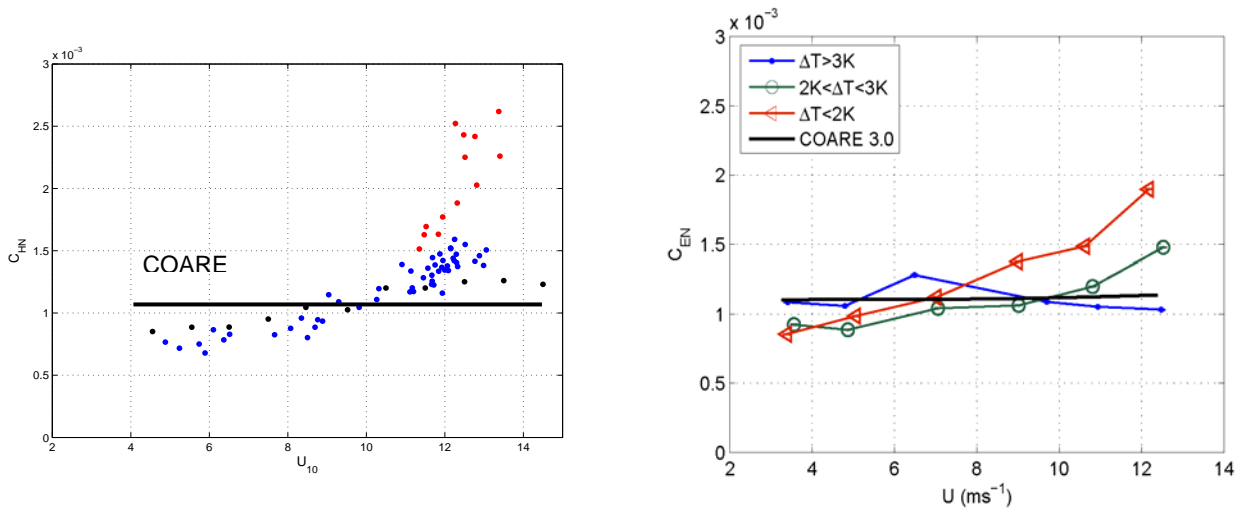 x 10⁻³
3
2.5
2
1.5
1
0.5
0
2 4 6 8 10 12 14
C_HN
U_10
COARE
x 10⁻³
3
2.5
2
1.5
1
0.5
0
2 4 6 8 10 12 14
C_EN
U (ms⁻¹)
ΔT>3K
2K<ΔT<3K
ΔT<2K
COARE 3.0